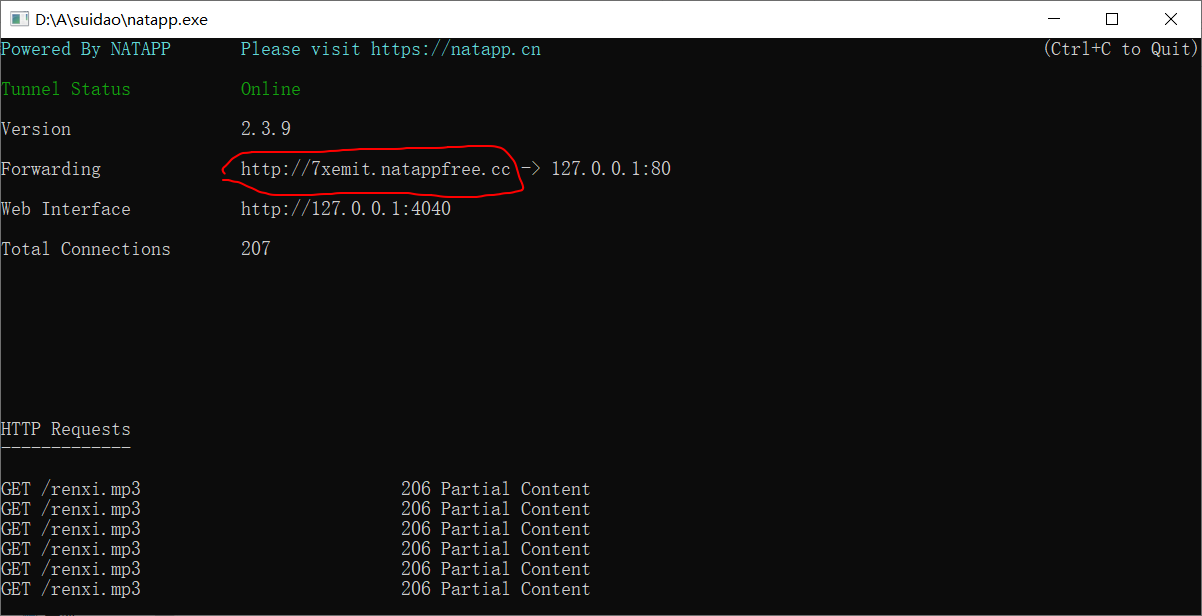 D:\A\suidao\natapp.exe
Powered By NATAPP Please visit https://natapp.cn (Ctrl+C to Quit)
Tunnel Status Online
Version 2.3.9
Forwarding http://7xemit.natappfree.cc -> 127.0.0.1:80
Web Interface http://127.0.0.1:4040
Total Connections 207
HTTP Requests
-------------
GET /renxi.mp3 206 Partial Content
GET /renxi.mp3 206 Partial Content
GET /renxi.mp3 206 Partial Content
GET /renxi.mp3 206 Partial Content
GET /renxi.mp3 206 Partial Content
GET /renxi.mp3 206 Partial Content